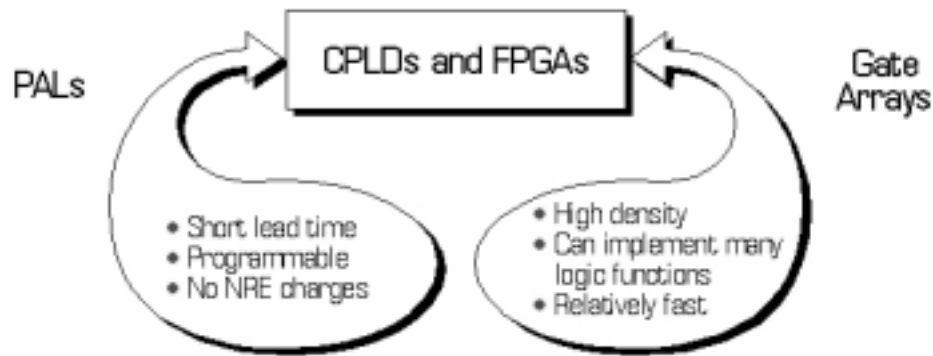 CPLDs and FPGAs
PALs
Gate
Arrays
• Short lead time
• Programmable
• No NRE charges
• High density
• Can implement many
logic functions
• Relatively fast